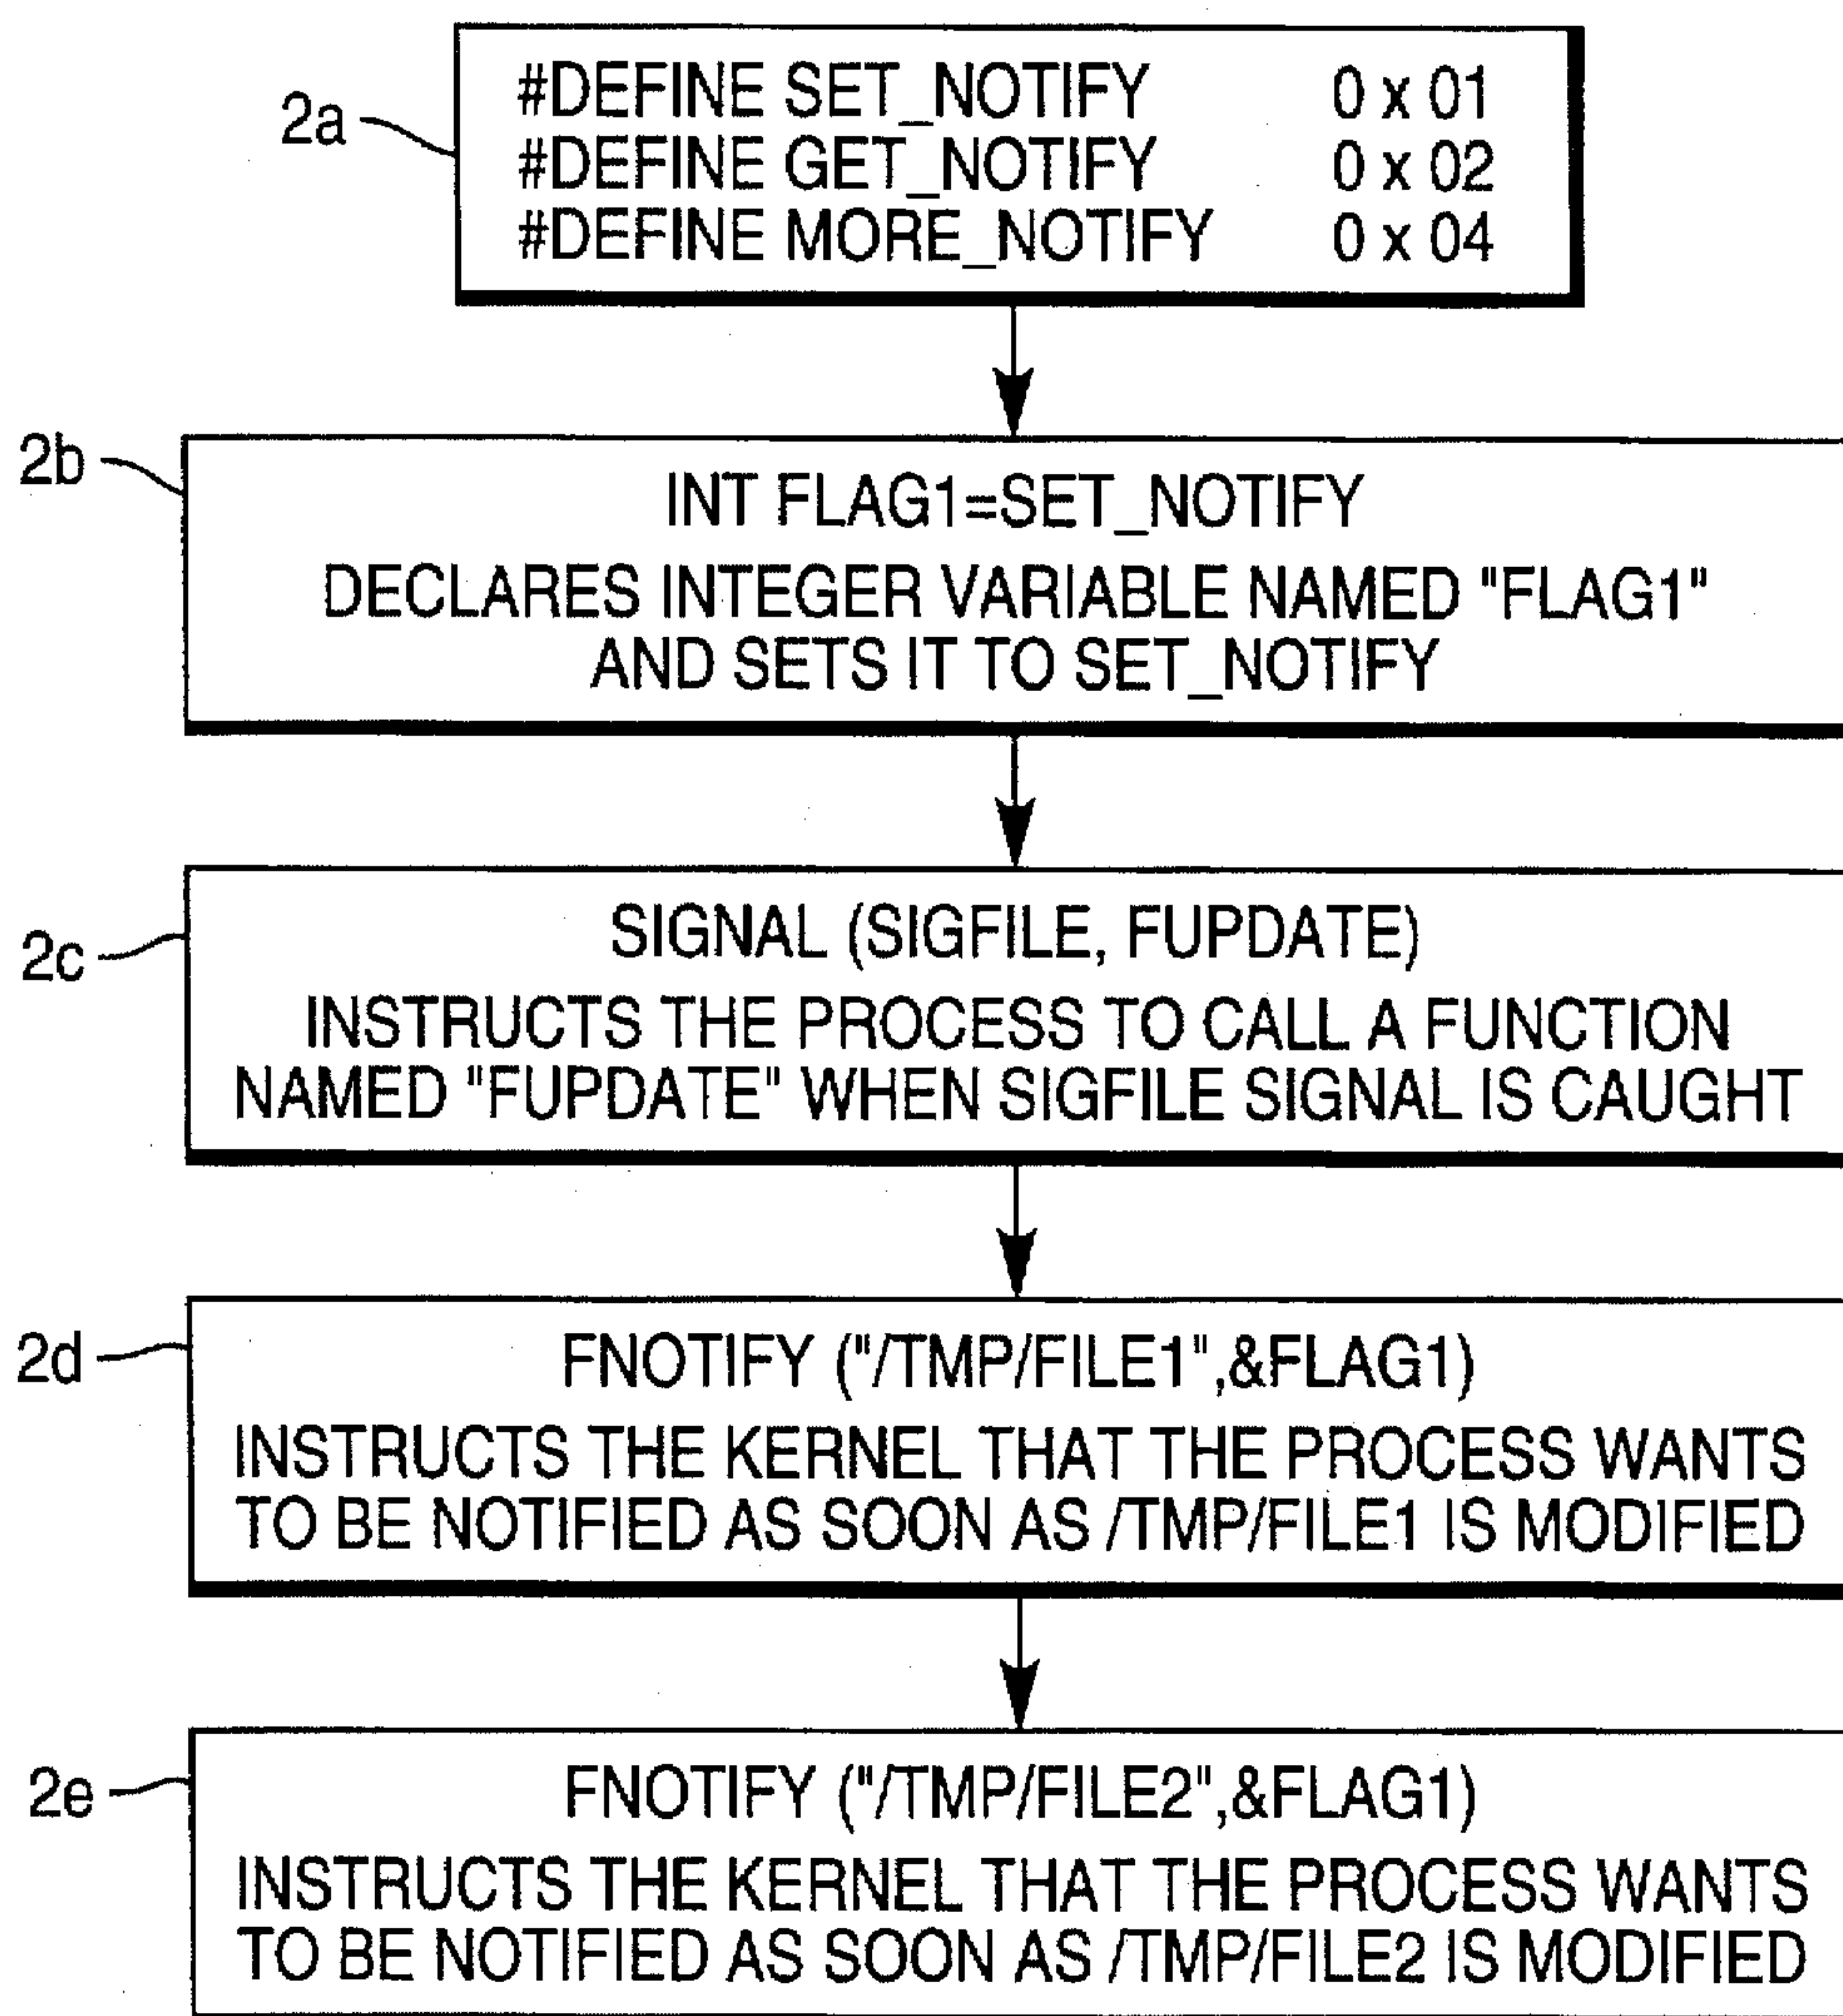 2a
#DEFINE SET_NOTIFY 0 x 01
#DEFINE GET_NOTIFY 0 x 02
#DEFINE MORE_NOTIFY 0 x 04
2b
INT FLAG1=SET_NOTIFY
DECLARES INTEGER VARIABLE NAMED "FLAG1"
AND SETS IT TO SET_NOTIFY
2c
SIGNAL (SIGFILE, FUPDATE)
INSTRUCTS THE PROCESS TO CALL A FUNCTION
NAMED "FUPDATE" WHEN SIGFILE SIGNAL IS CAUGHT
2d
FNOTIFY ("/TMP/FILE1",&FLAG1)
INSTRUCTS THE KERNEL THAT THE PROCESS WANTS
TO BE NOTIFIED AS SOON AS /TMP/FILE1 IS MODIFIED
2e
FNOTIFY ("/TMP/FILE2",&FLAG1)
INSTRUCTS THE KERNEL THAT THE PROCESS WANTS
TO BE NOTIFIED AS SOON AS /TMP/FILE2 IS MODIFIED